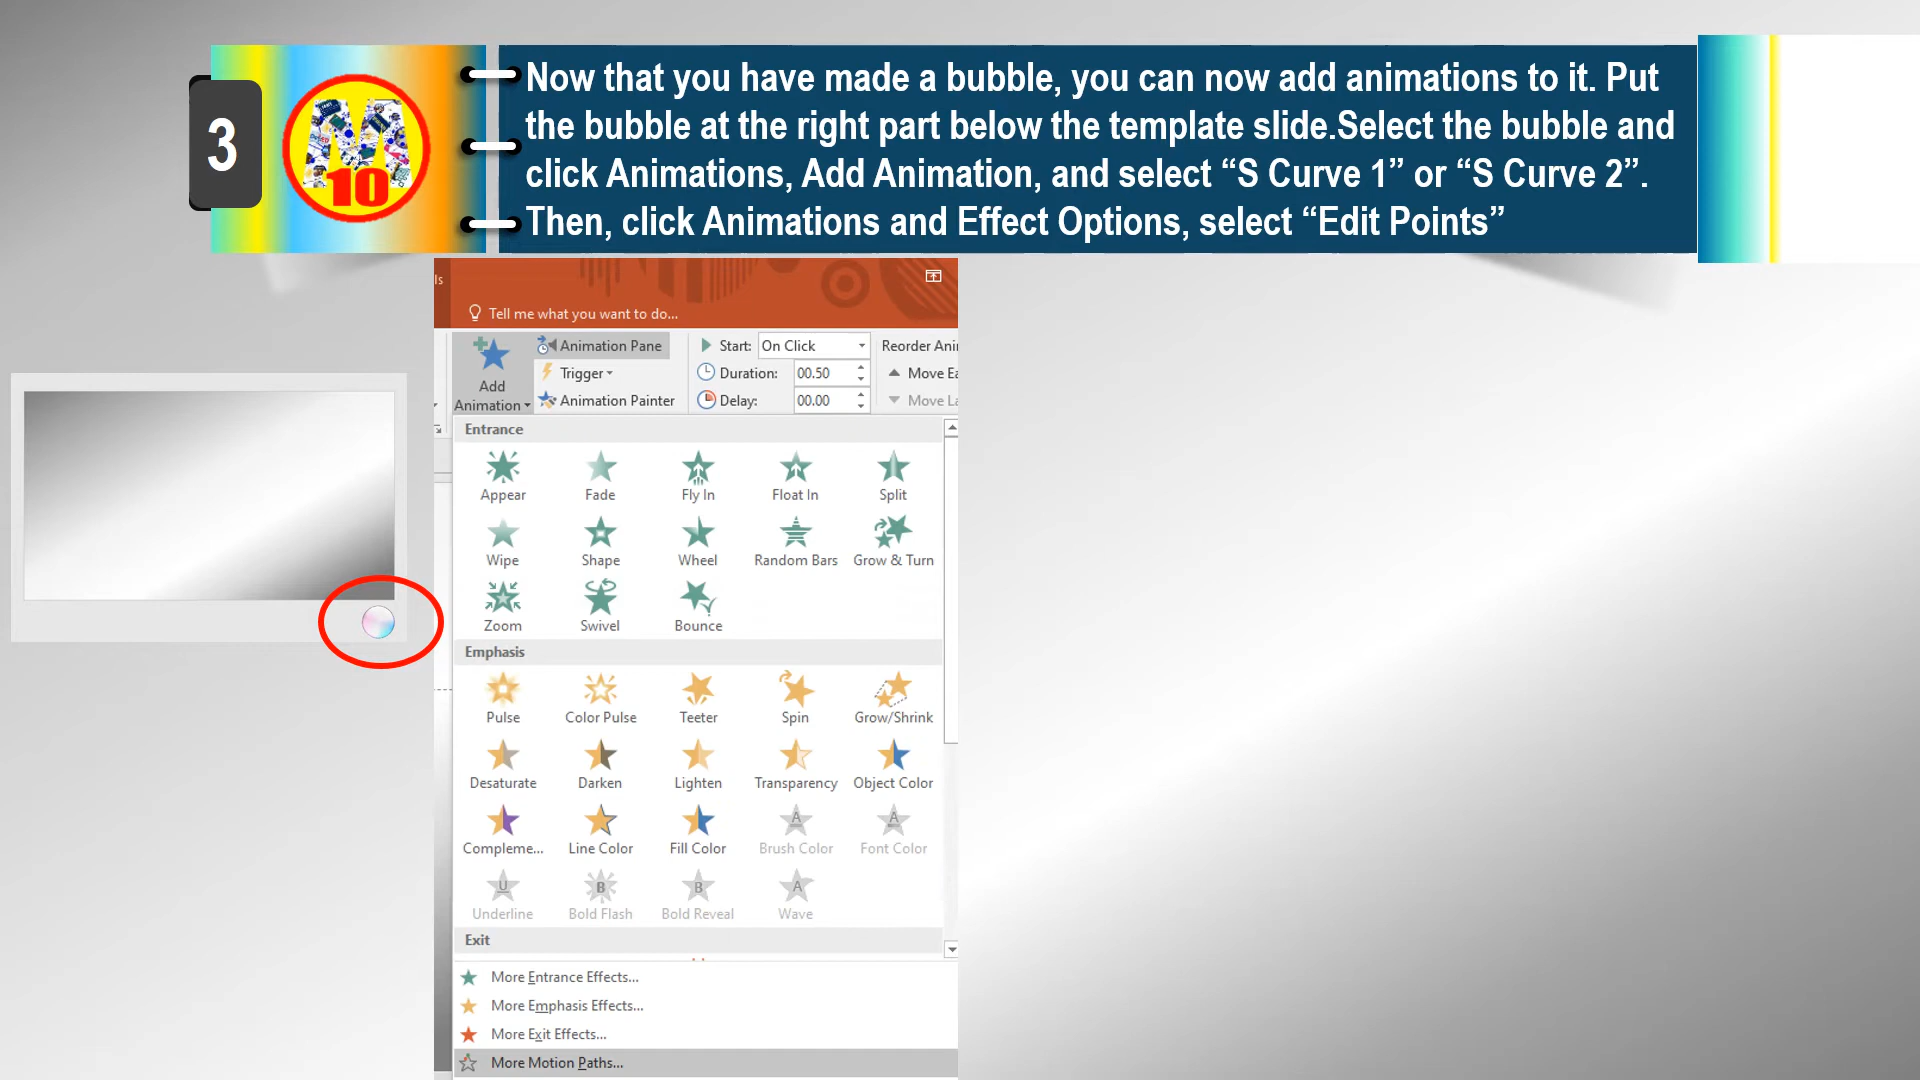 3
M
10
Now that you have made a bubble, you can now add animations to it. Put
the bubble at the right part below the template slide.Select the bubble and
click Animations, Add Animation, and select “S Curve 1” or “S Curve 2”.
Then, click Animations and Effect Options, select “Edit Points”
ls
Tell me what you want to do...
Add
Animation
Animation Pane
Trigger
Animation Painter
Start: On Click
Duration: 00.50
Delay: 00.00
Reorder Ani
Move Ea
Move La
Entrance
Appear Fade Fly In Float In Split
Wipe Shape Wheel Random Bars Grow & Turn
Zoom Swivel Bounce
Emphasis
Pulse Color Pulse Teeter Spin Grow/Shrink
Desaturate Darken Lighten Transparency Object Color
Compleme... Line Color Fill Color Brush Color Font Color
Underline Bold Flash Bold Reveal Wave
Exit
More Entrance Effects...
More Emphasis Effects...
More Exit Effects...
More Motion Paths...